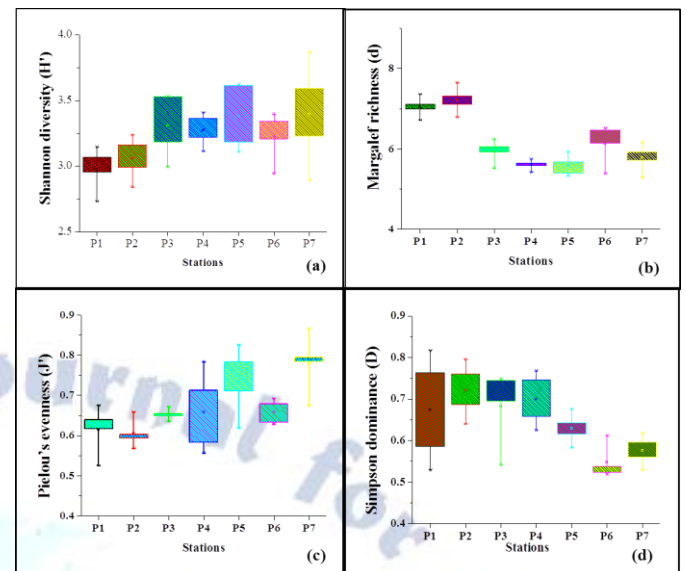 Shannon diversity (H')
4.0
3.5
3.0
2.5
P1 P2 P3 P4 P5 P6 P7
Stations
(a)
Margalef richness (d)
8
6
4
P1 P2 P3 P4 P5 P6 P7
Stations
(b)
Pielou's evenness (J')
0.9
0.8
0.7
0.6
0.5
0.4
P1 P2 P3 P4 P5 P6 P7
Stations
(c)
Simpson dominance (D)
0.9
0.8
0.7
0.6
0.5
0.4
P1 P2 P3 P4 P5 P6 P7
Stations
(d)
urnal for